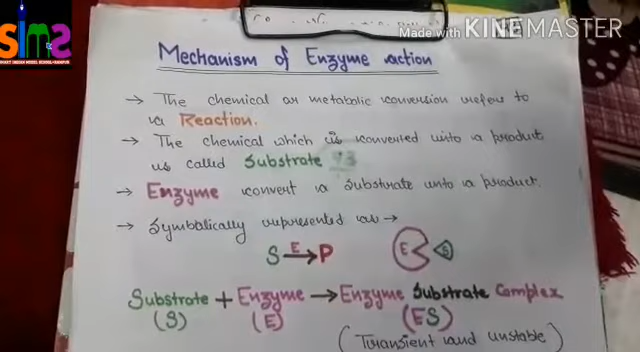 sims
Made with KINEMASTER
Mechanism of Enzyme action
→ The chemical or metabolic conversion refer to
a Reaction.
→ The chemical which is converted into a product
is called Substrate
→ Enzyme convert a substrate into a product.
→ Symbolically represented as →
S E→ P E S
Substrate + Enzyme → Enzyme Substrate Complex
(S) (E) (ES)
(Transient and unstable)